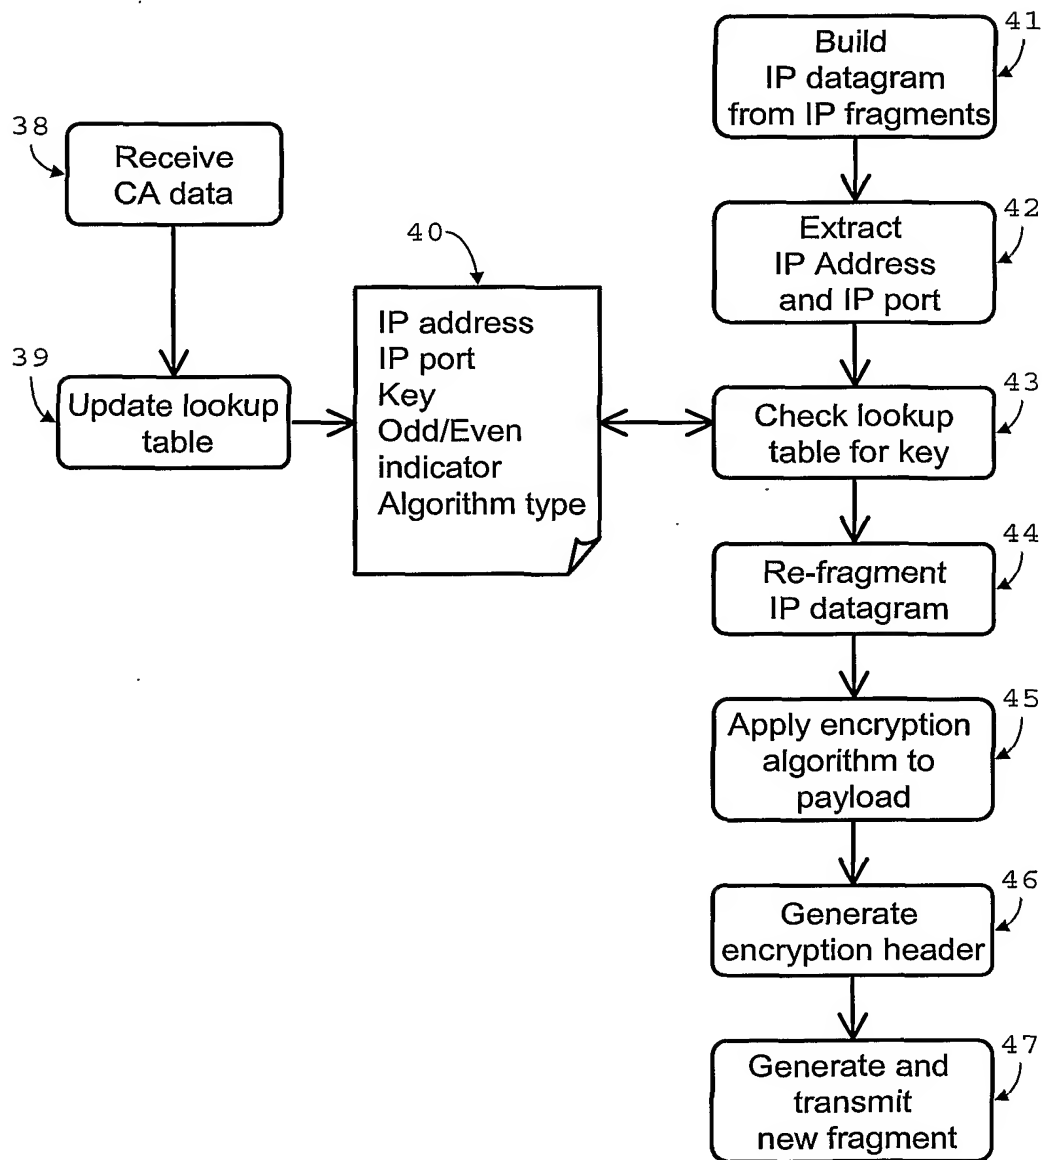 38
Receive
CA data
39
Update lookup
table
40
IP address
IP port
Key
Odd/Even
indicator
Algorithm type
41
Build
IP datagram
from IP fragments
42
Extract
IP Address
and IP port
43
Check lookup
table for key
44
Re-fragment
IP datagram
45
Apply encryption
algorithm to
payload
46
Generate
encryption header
47
Generate and
transmit
new fragment